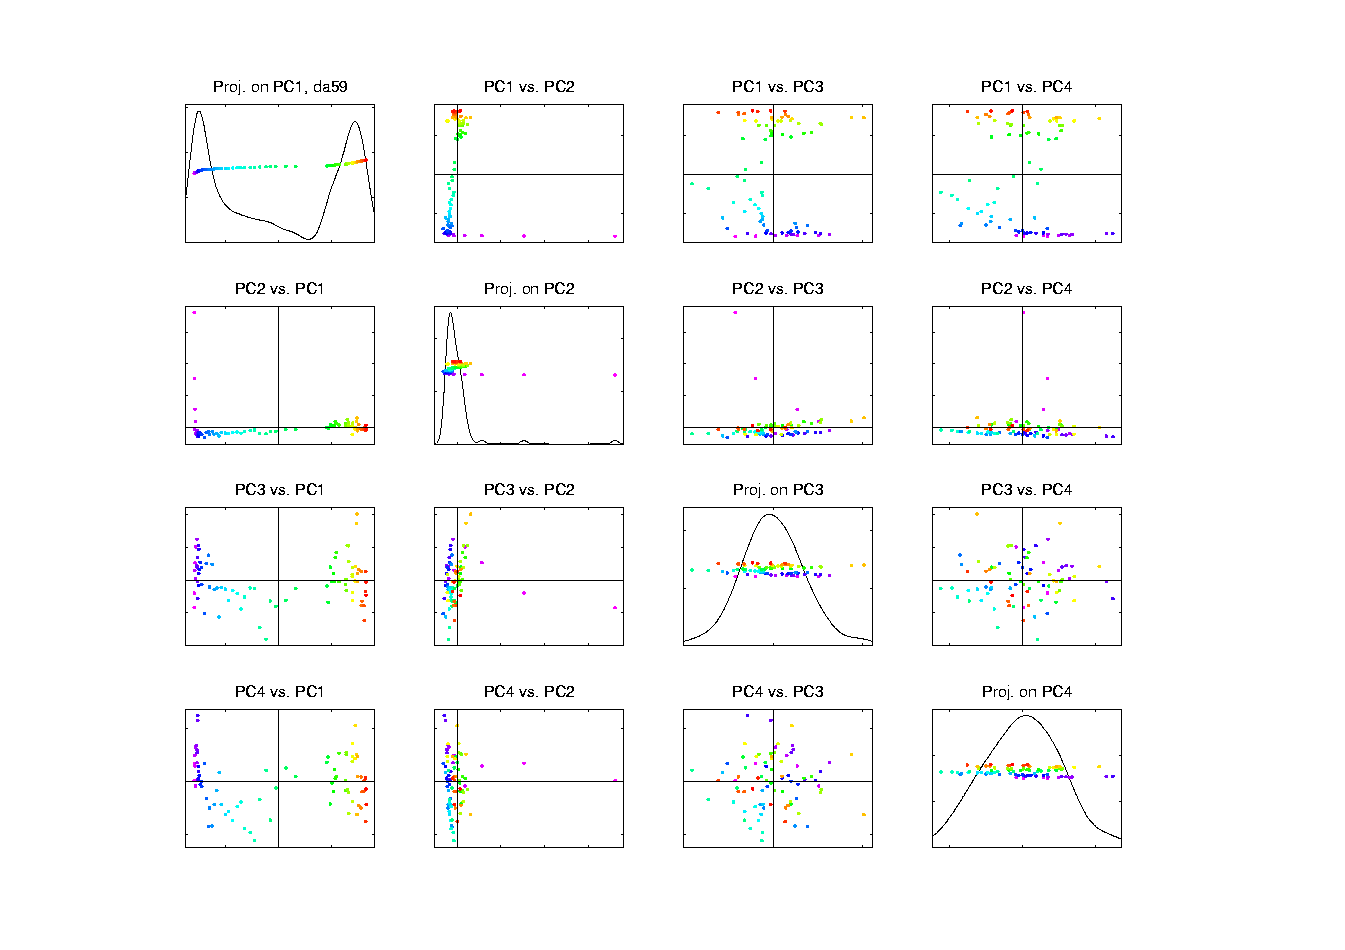 Proj. on PC1, da59
PC1 vs. PC2
PC1 vs. PC3
PC1 vs. PC4
PC2 vs. PC1
Proj. on PC2
PC2 vs. PC3
PC2 vs. PC4
PC3 vs. PC1
PC3 vs. PC2
Proj. on PC3
PC3 vs. PC4
PC4 vs. PC1
PC4 vs. PC2
PC4 vs. PC3
Proj. on PC4